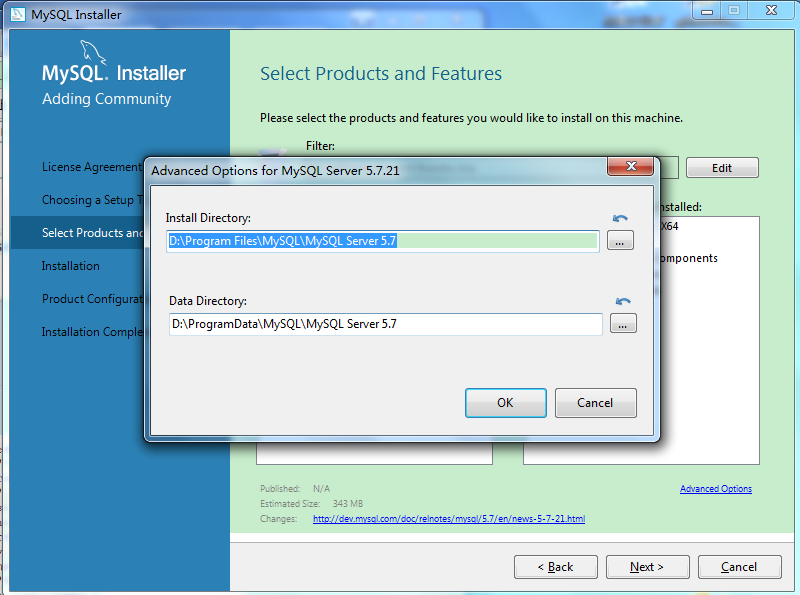 MySQL Installer
MySQL. Installer
Adding Community
License Agreement
Choosing a Setup
Select Products and
Installation
Product Configurat
Installation Comple
Select Products and Features
Please select the products and features you would like to install on this machine.
Filter:
Edit
nstalled:
X64
omponents
Advanced Options for MySQL Server 5.7.21
Install Directory:
D:\Program Files\MySQL\MySQL Server 5.7
...
Data Directory:
D:\ProgramData\MySQL\MySQL Server 5.7
...
OK
Cancel
Published: N/A
Advanced Options
Estimated Size: 343 MB
Changes: http://dev.mysql.com/doc/relnotes/mysql/5.7/en/news-5-7-21.html
< Back
Next >
Cancel